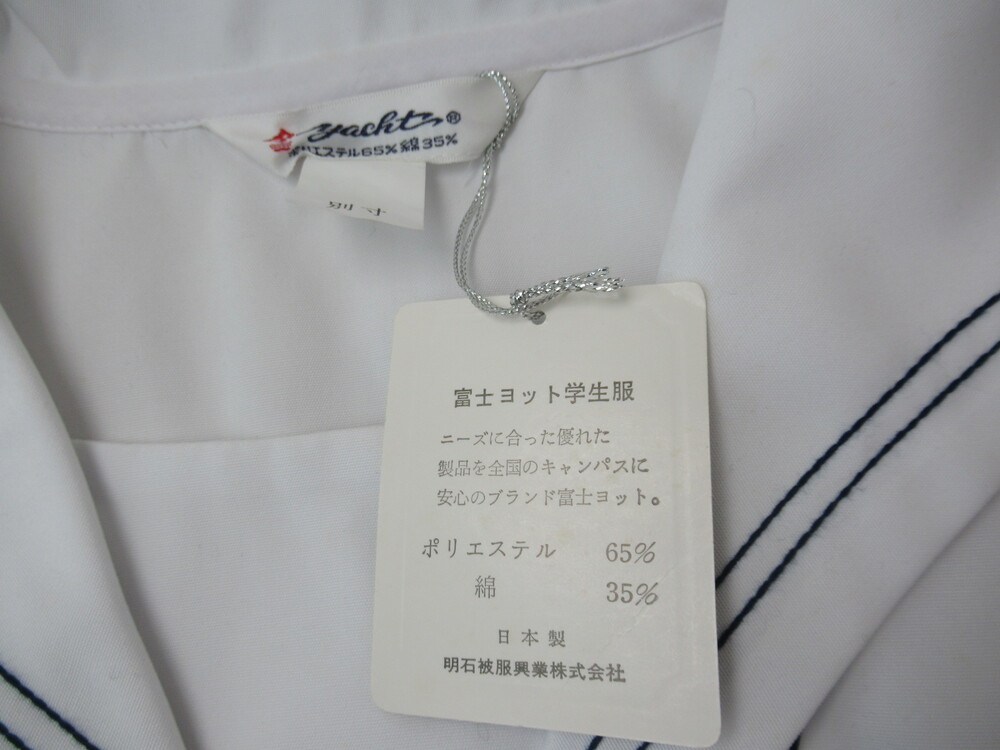 yacht®
ポリエステル65% 綿35%
別寸
富士ヨット学生服
ニーズに合った優れた
製品を全国のキャンパスに
安心のブランド富士ヨット。
ポリエステル 65%
綿 35%
日本製
明石被服興業株式会社